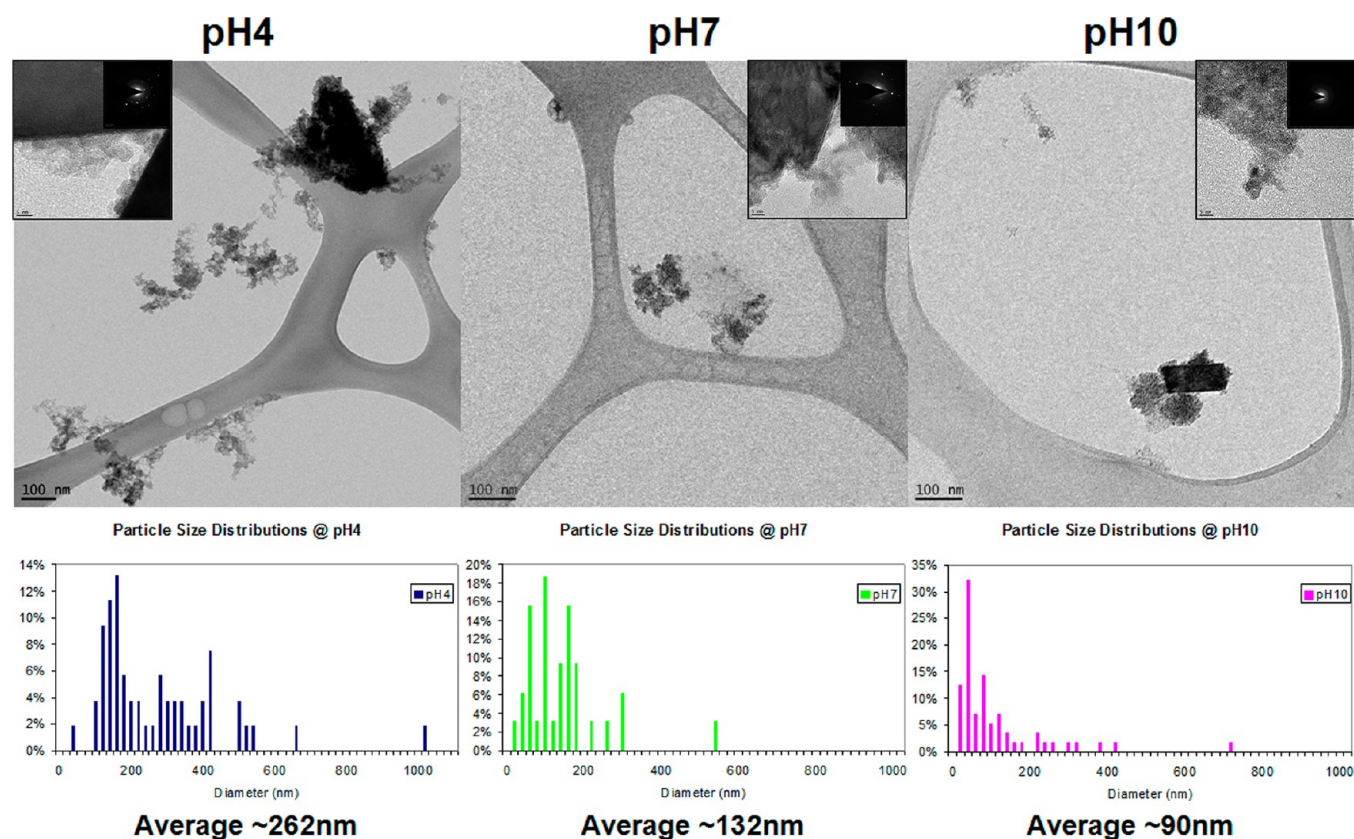 pH4 pH7 pH10
5 nm
100 nm 100 nm 100 nm
Particle Size Distributions @ pH4 Particle Size Distributions @ pH7 Particle Size Distributions @ pH10
14%
12%
10%
8%
6%
4%
2%
0%
pH4
0 200 400 600 800 1000
Diameter (nm)
20%
18%
16%
14%
12%
10%
8%
6%
4%
2%
0%
pH7
0 200 400 600 800 1000
Diameter (nm)
35%
30%
25%
20%
15%
10%
5%
0%
pH10
0 200 400 600 800 1000
Diameter (nm)
Average ~262nm Average ~132nm Average ~90nm